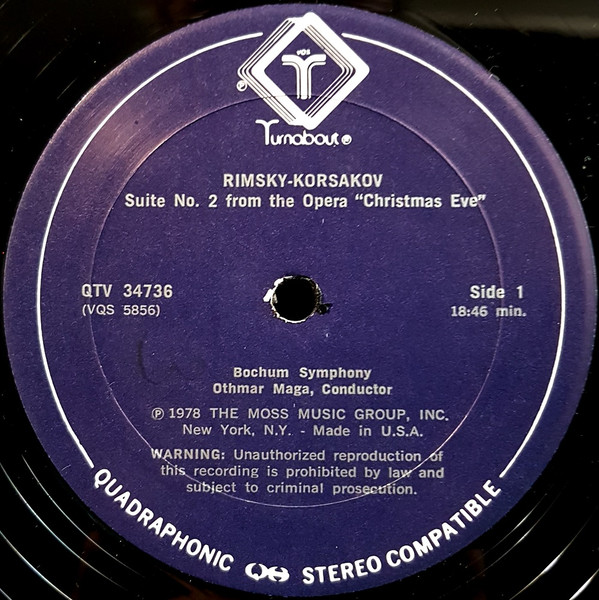 VOX
Turnabout ®
℗
RIMSKY-KORSAKOV
Suite No. 2 from the Opera "Christmas Eve"
QTV 34736
(VQS 5856)
Side 1
18:46 min.
Bochum Symphony
Othmar Maga, Conductor
℗ 1978 THE MOSS MUSIC GROUP, INC.
New York, N.Y. - Made in U.S.A.
WARNING: Unauthorized reproduction of
this recording is prohibited by law and
subject to criminal prosecution.
QUADRAPHONIC QS STEREO COMPATIBLE